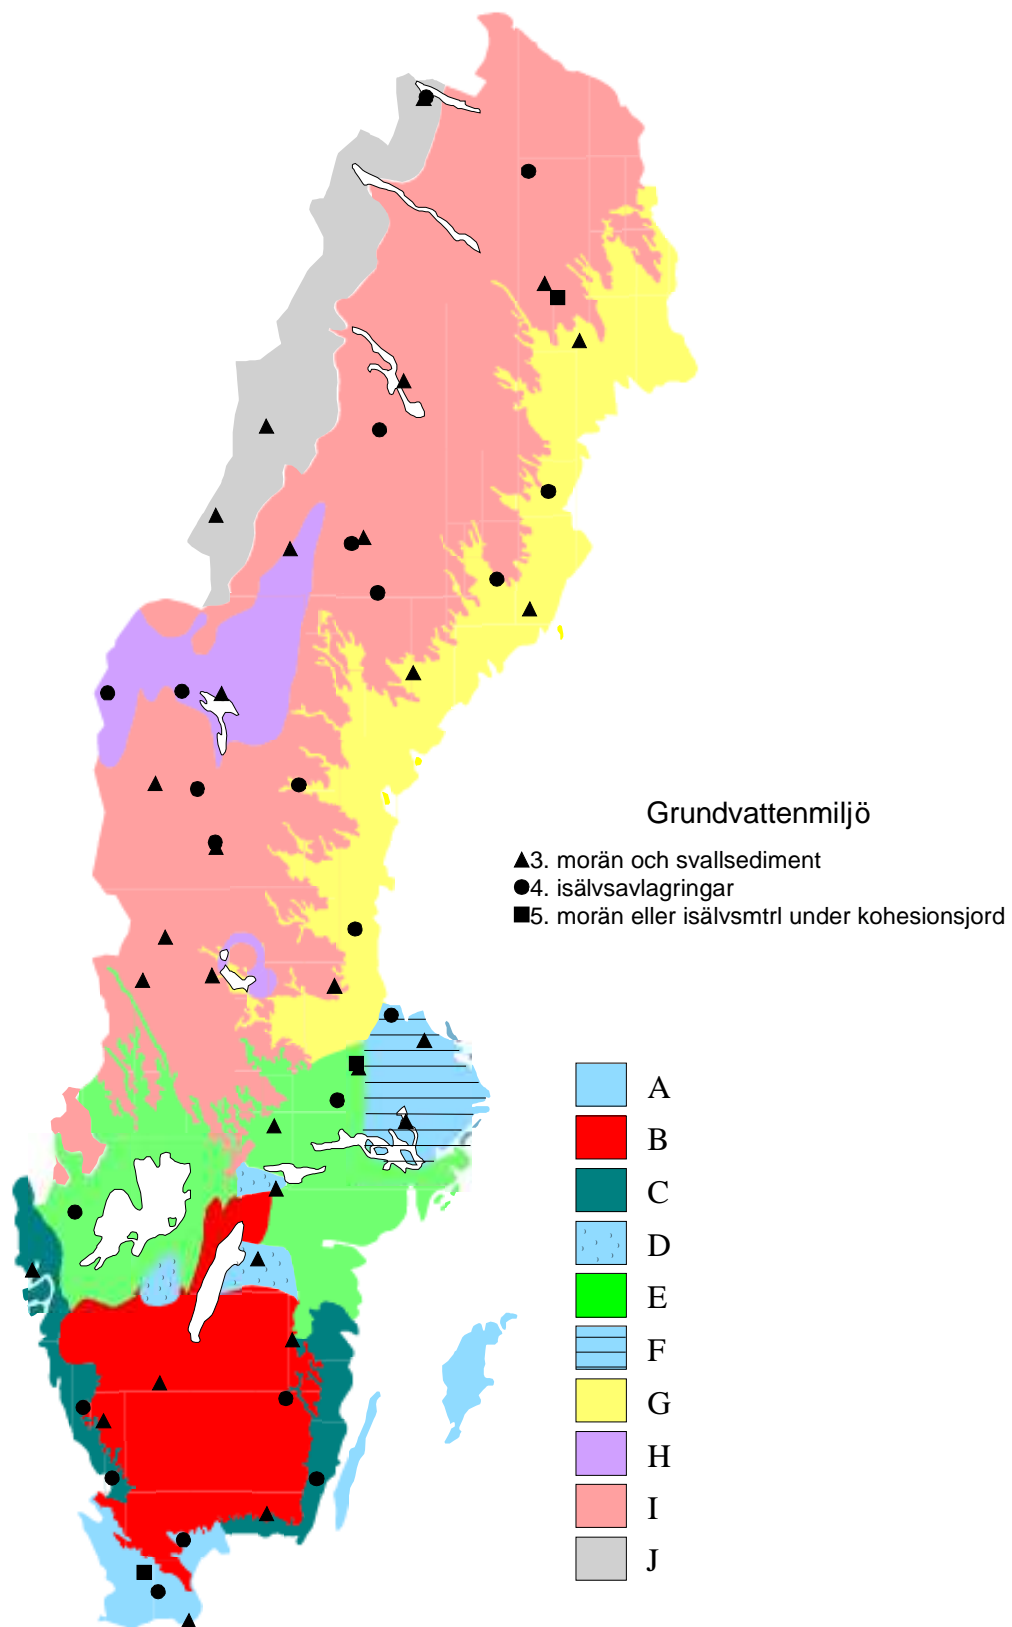 Grundvattenmiljö
3. morän och svallsediment
4. isälvsavlagringar
5. morän eller isälvsmtrl under kohesionsjord
A
B
C
D
E
F
G
H
I
J